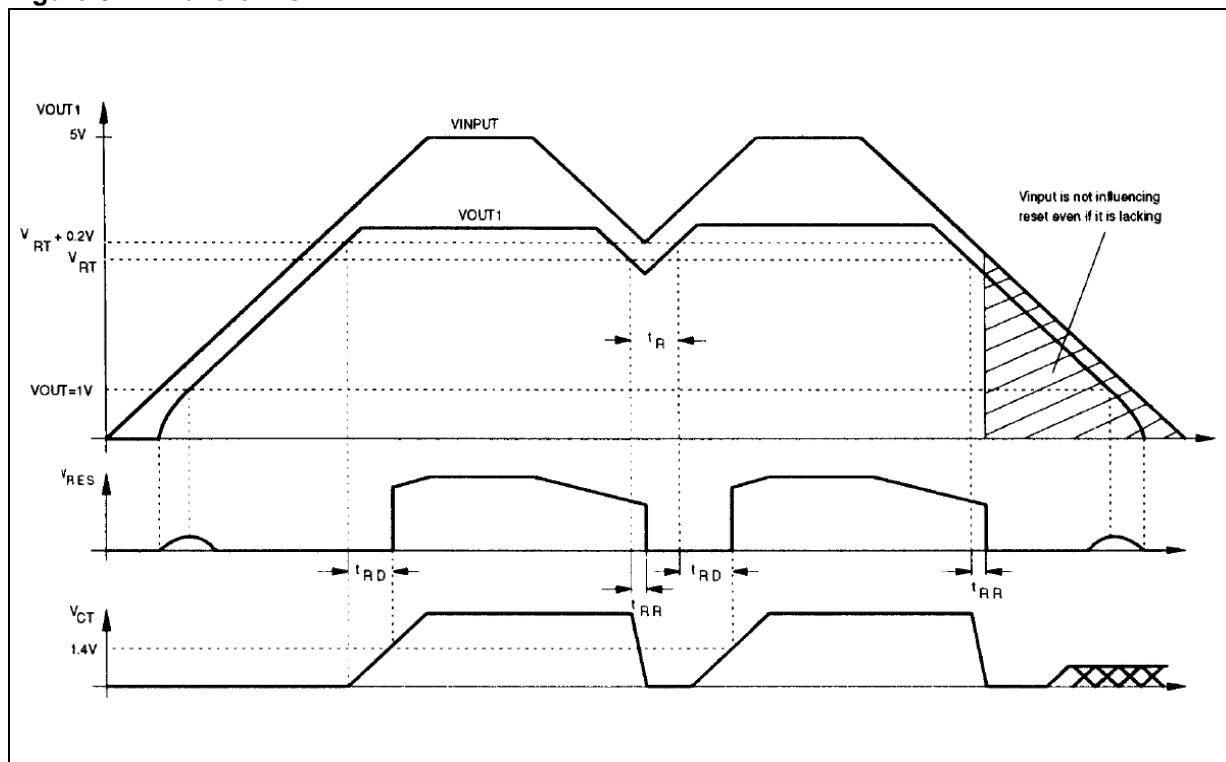 VOUT1
5V
VINPUT
Vinput is not influencing
reset even if it is lacking
VOUT1
V RT + 0.2V
V RT
t R
VOUT=1V
V RES
t RD
t RD
t RR
t RR
V CT
1.4V